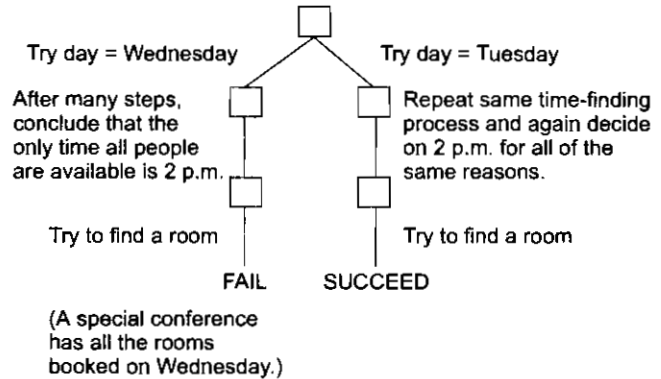 Try day = Wednesday
Try day = Tuesday
After many steps,
conclude that the
only time all people
are available is 2 p.m.
Repeat same time-finding
process and again decide
on 2 p.m. for all of the
same reasons.
Try to find a room
Try to find a room
FAIL
SUCCEED
(A special conference
has all the rooms
booked on Wednesday.)